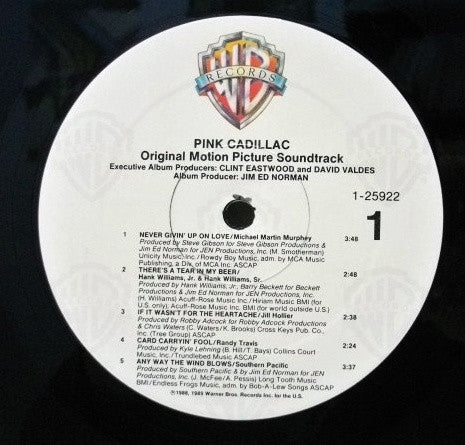 WB
RECORDS
PINK CADILLAC
Original Motion Picture Soundtrack
Executive Album Producers: CLINT EASTWOOD and DAVID VALDES
Album Producer: JIM ED NORMAN
1-25922
1
1 NEVER GIVIN' UP ON LOVE/Michael Martin Murphey 3:48
Produced by Steve Gibson for Steve Gibson Productions &
Jim Ed Norman for JEN Productions, Inc. (M. Smotherman)
Unicity Music/Inc./Rowdy Boy Music, adm. by MCA Music
Publishing, a Div. of MCA Inc. ASCAP
2 THERE'S A TEAR IN MY BEER/ 2:48
Hank Williams, Jr. & Hank Williams, Sr.
Produced by Hank Williams, Jr., Barry Beckett for Beckett
Productions & Jim Ed Norman for JEN Productions, Inc.
(H. Williams) Acuff-Rose Music Inc./Hiriam Music BMI (for
U.S. only). Acuff-Rose Music Inc. BMI (for world outside U.S.)
3 IF IT WASN'T FOR THE HEARTACHE/Jill Hollier 2:38
Produced by Robby Adcock for Robby Adcock Productions
& Chris Waters (C. Waters/K. Brooks) Cross Keys Pub. Co.,
Inc. (Tree Group) ASCAP
4 CARD CARRYIN' FOOL/Randy Travis 2:24
Produced by Kyle Lehning (B. Hill/T. Bays) Collins Court
Music, Inc./Trundlebed Music ASCAP
5 ANY WAY THE WIND BLOWS/Southern Pacific 3:37
Produced by Southern Pacific & by Jim Ed Norman for JEN
Productions, Inc. (J. McFee/A. Pessis) Long Tooth Music
BMI/Endless Frogs Music, adm. by Bob-A-Lew Songs ASCAP
℗1988, 1989 Warner Bros. Records Inc. for the U.S.